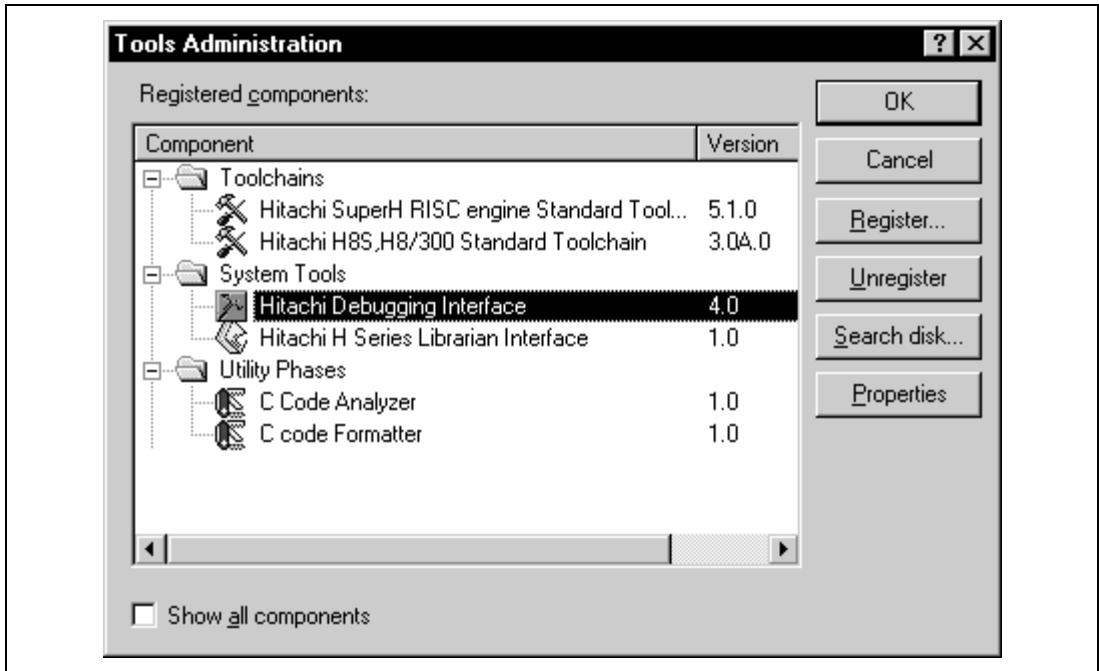 Tools Administration
Registered components:
Component Version
Toolchains
Hitachi SuperH RISC engine Standard Tool... 5.1.0
Hitachi H8S,H8/300 Standard Toolchain 3.0A.0
System Tools
Hitachi Debugging Interface 4.0
Hitachi H Series Librarian Interface 1.0
Utility Phases
C Code Analyzer 1.0
C code Formatter 1.0
Show all components
OK
Cancel
Register...
Unregister
Search disk...
Properties